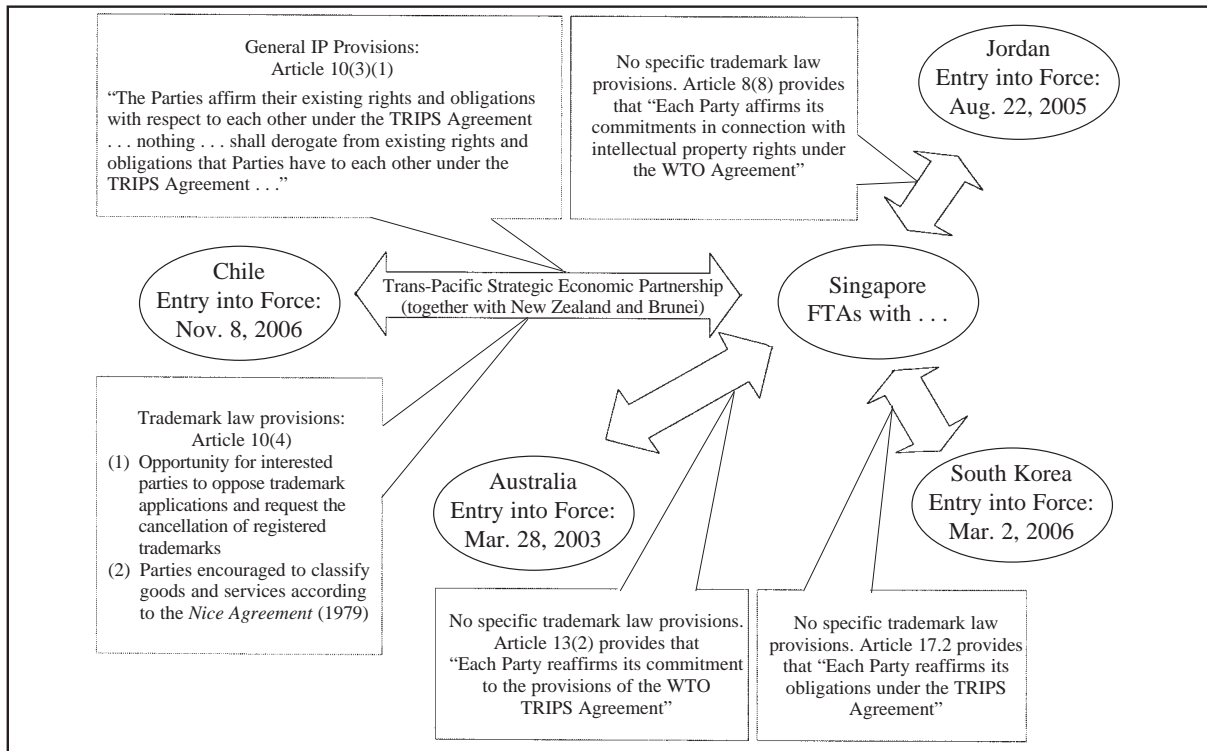 General IP Provisions:
Article 10(3)(1)
“The Parties affirm their existing rights and obligations
with respect to each other under the TRIPS Agreement
. . . nothing . . . shall derogate from existing rights and
obligations that Parties have to each other under the
TRIPS Agreement . . .”
No specific trademark law
provisions. Article 8(8) provides
that “Each Party affirms its
commitments in connection with
intellectual property rights under
the WTO Agreement”
Jordan
Entry into Force:
Aug. 22, 2005
Chile
Entry into Force:
Nov. 8, 2006
Trans-Pacific Strategic Economic Partnership
(together with New Zealand and Brunei)
Singapore
FTAs with . . .
Trademark law provisions:
Article 10(4)
(1) Opportunity for interested
parties to oppose trademark
applications and request the
cancellation of registered
trademarks
(2) Parties encouraged to classify
goods and services according
to the Nice Agreement (1979)
Australia
Entry into Force:
Mar. 28, 2003
South Korea
Entry into Force:
Mar. 2, 2006
No specific trademark law provisions.
Article 13(2) provides that
“Each Party reaffirms its commitment
to the provisions of the WTO
TRIPS Agreement”
No specific trademark law
provisions. Article 17.2 provides
that “Each Party reaffirms its
obligations under the TRIPS
Agreement”